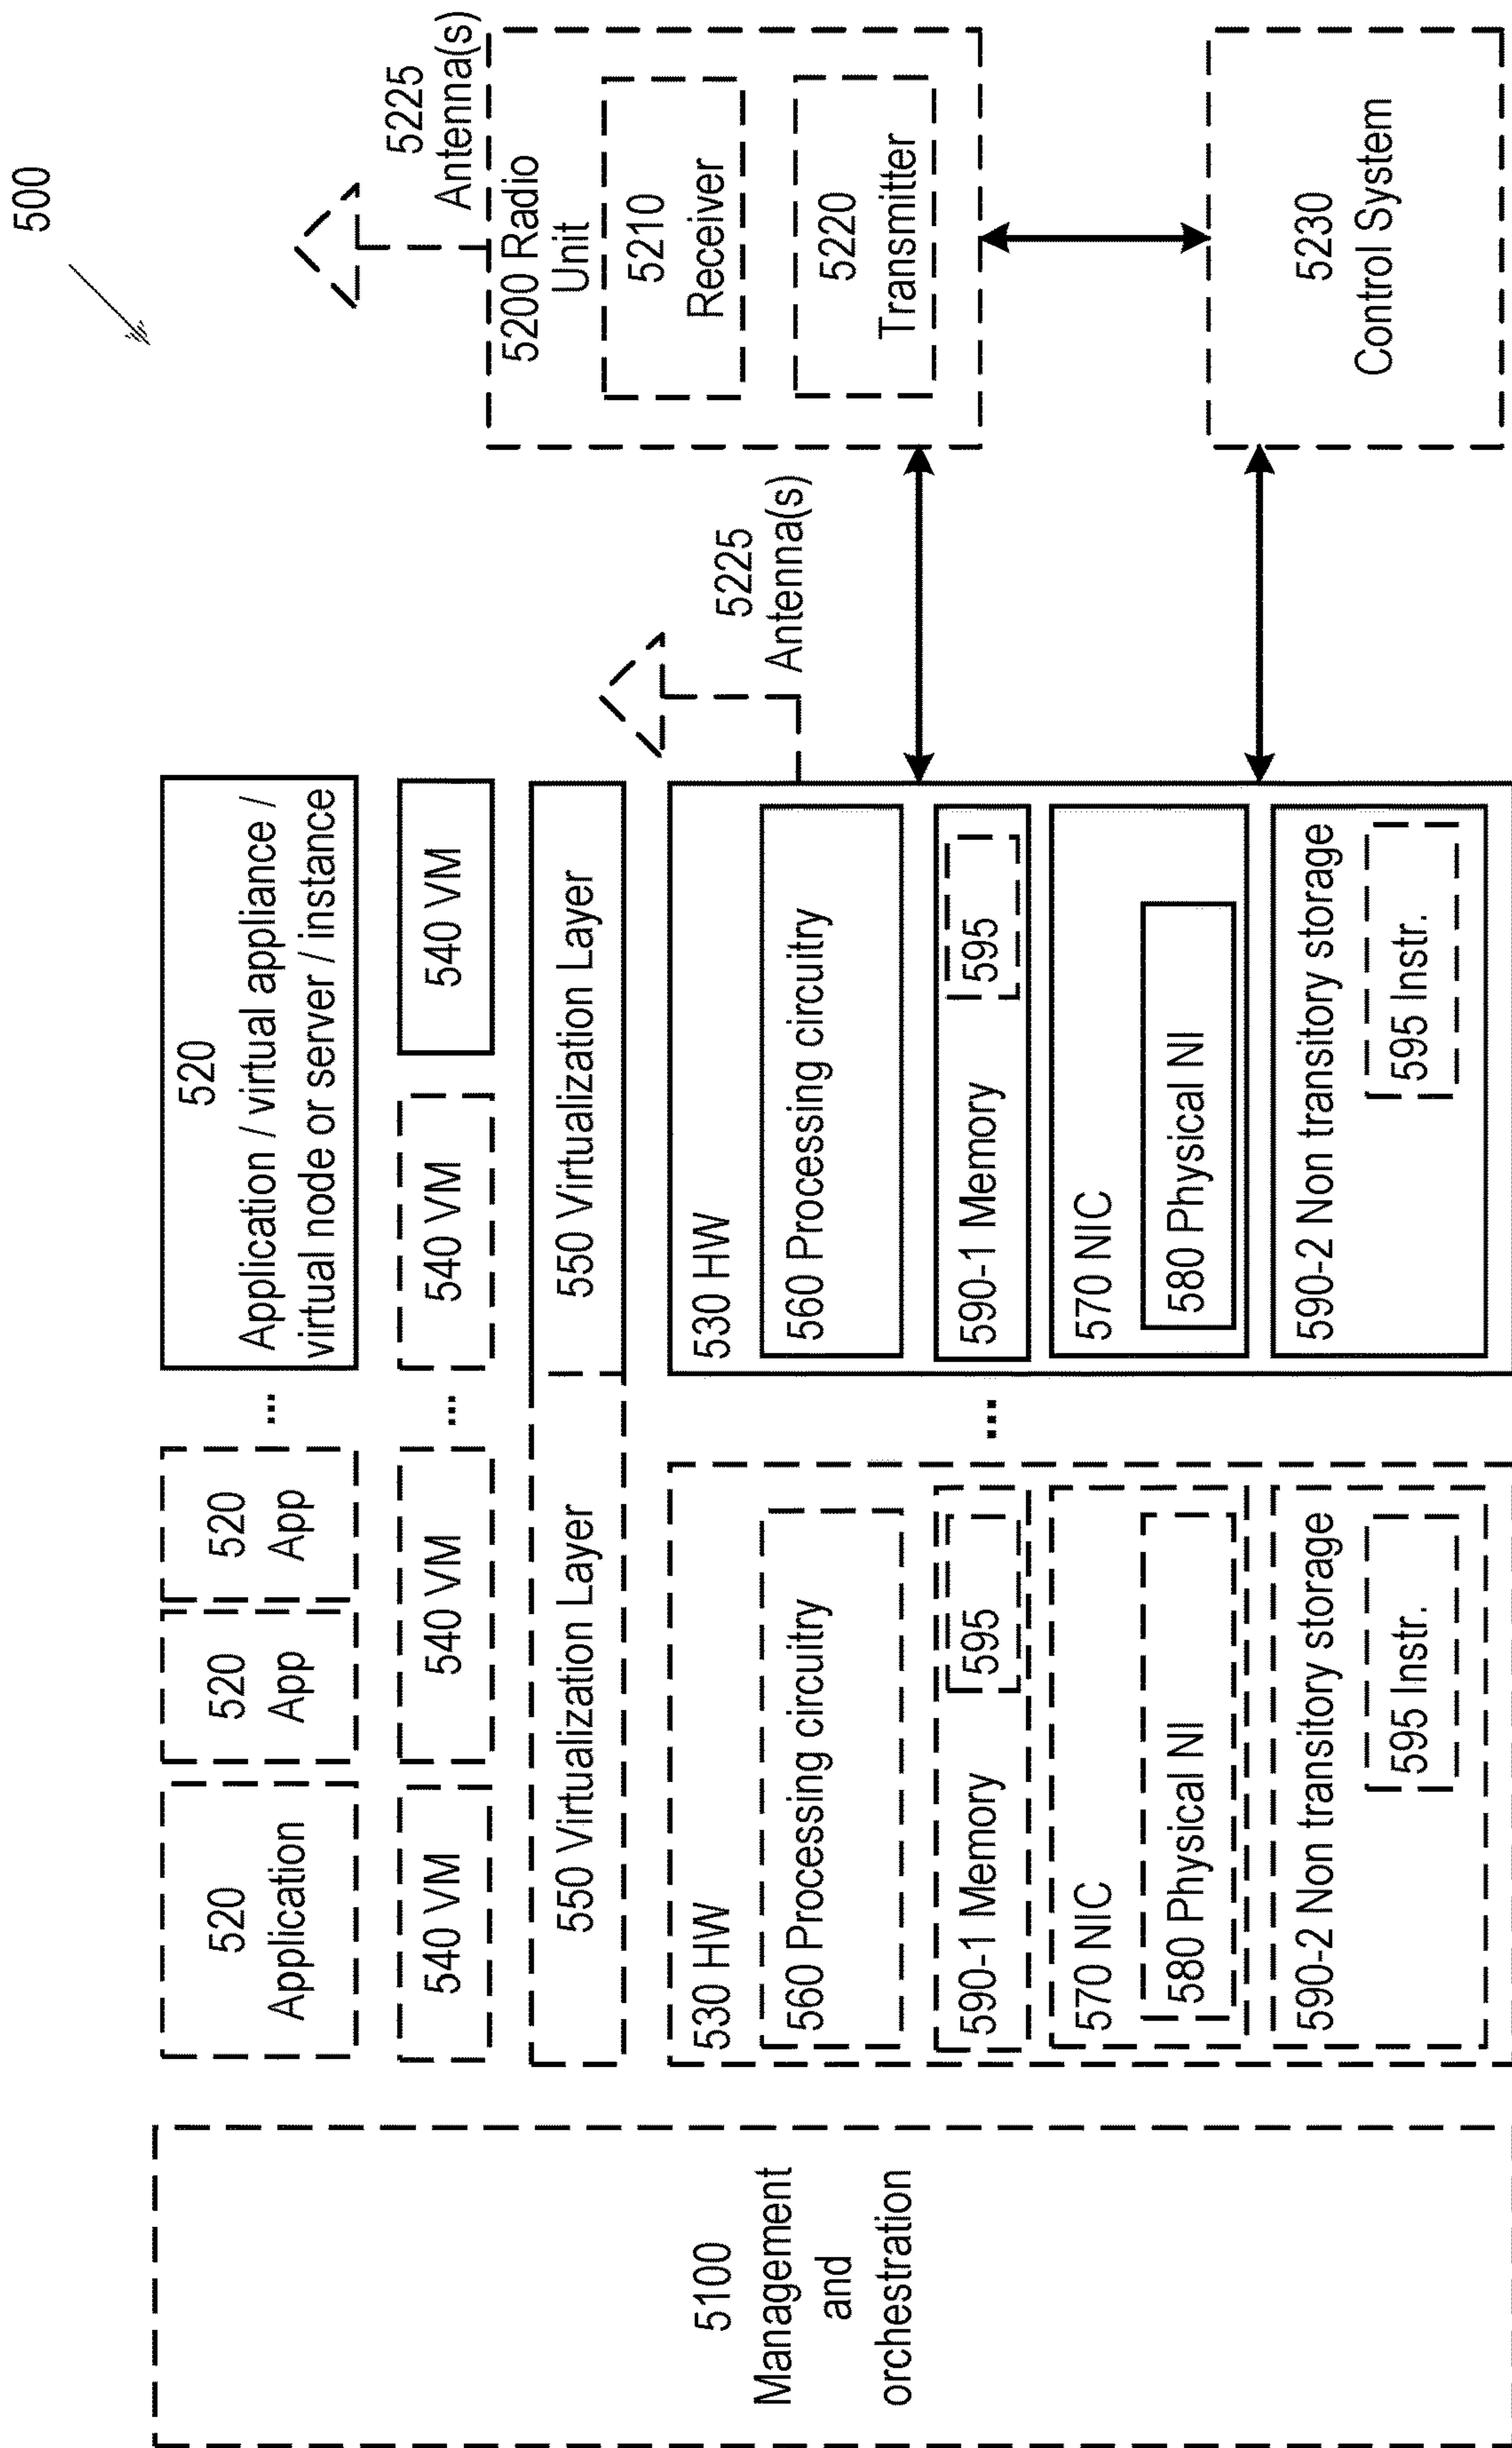 500
5100
Management
and
orchestration
520
Application
520
App
520
App
...
520
Application / virtual appliance /
virtual node or server / instance
540 VM
540 VM
...
540 VM
540 VM
550 Virtualization Layer
550 Virtualization Layer
530 HW
560 Processing circuitry
590-1 Memory
595
570 NIC
580 Physical NI
590-2 Non transitory storage
595 Instr.
...
530 HW
560 Processing circuitry
590-1 Memory
595
570 NIC
580 Physical NI
590-2 Non transitory storage
595 Instr.
5225
Antenna(s)
5225
Antenna(s)
5200 Radio
Unit
5210
Receiver
5220
Transmitter
5230
Control System